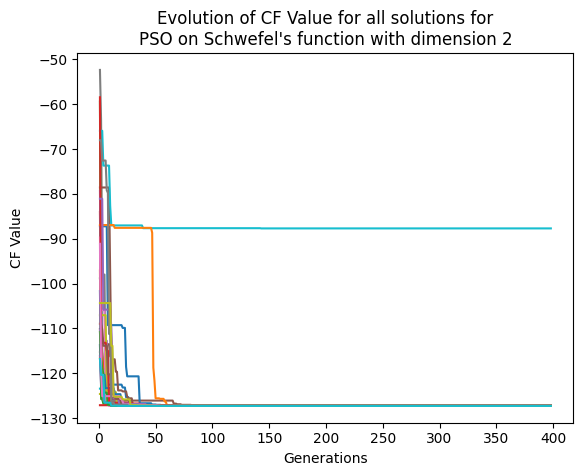 Evolution of CF Value for all solutions for
PSO on Schwefel's function with dimension 2
CF Value
−50
−60
−70
−80
−90
−100
−110
−120
−130
0 50 100 150 200 250 300 350 400
Generations